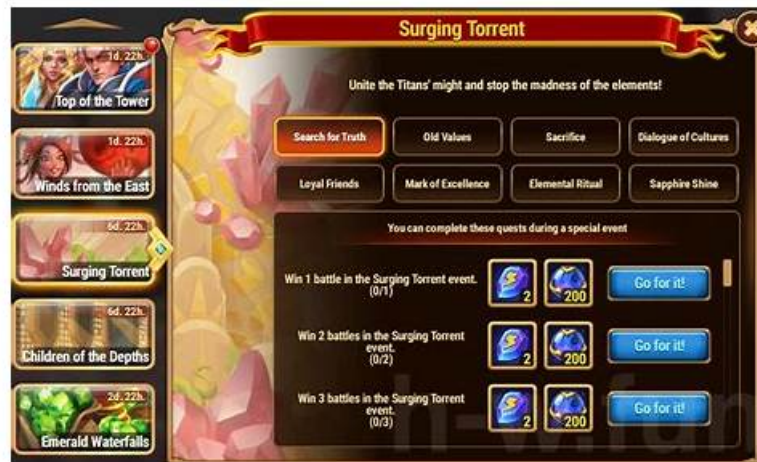 Surging Torrent
1d. 22h.
Top of the Tower
1d. 22h.
Winds from the East
6d. 22h.
Surging Torrent
6d. 22h.
Children of the Depths
2d. 22h.
Emerald Waterfalls
Unite the Titans' might and stop the madness of the elements!
Search for Truth
Old Values
Sacrifice
Dialogue of Cultures
Loyal Friends
Mark of Excellence
Elemental Ritual
Sapphire Shine
You can complete these quests during a special event
Win 1 battle in the Surging Torrent event.
(0/1)
2
200
Go for it!
Win 2 battles in the Surging Torrent
event.
(0/2)
2
200
Go for it!
Win 3 battles in the Surging Torrent
event.
(0/3)
2
200
Go for it!
h-w.fun